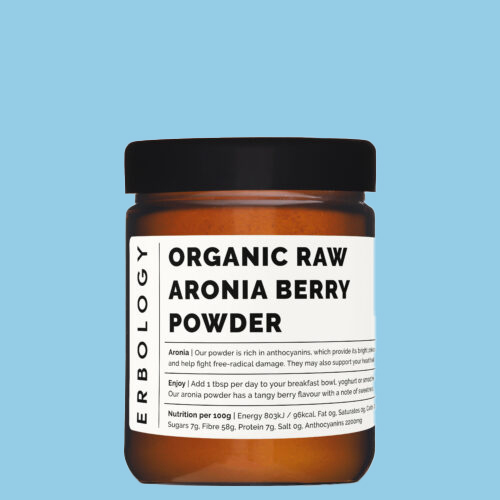 ERBOLOGY
ORGANIC RAW
ARONIA BERRY
POWDER
Aronia | Our powder is rich in anthocyanins, which provide its bright
and help fight free-radical damage. They may also support your heart
Enjoy | Add 1 tbsp per day to your breakfast bowl, yoghurt or
Our aronia powder has a tangy berry flavour with a note of
Nutrition per 100g | Energy 803kJ / 96kcal, Fat 0g, Saturates 0g,
Sugars 7g, Fibre 58g, Protein 7g, Salt 0g, Anthocyanins 2200mg